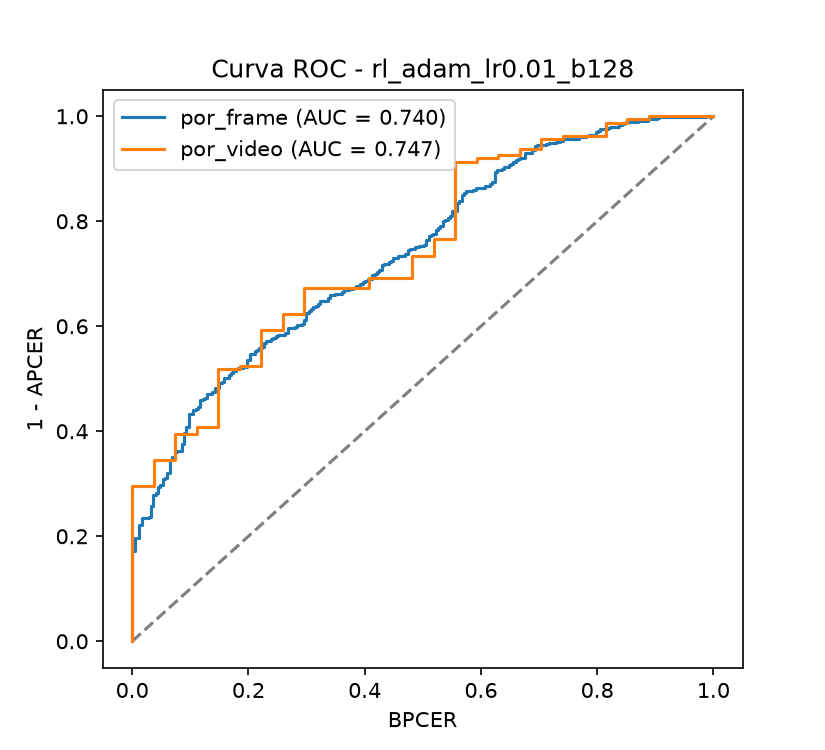 Curva ROC - rl_adam_lr0.01_b128
por_frame (AUC = 0.740)
por_video (AUC = 0.747)
1.0
0.8
0.6
0.4
0.2
0.0
1 - APCER
0.0 0.2 0.4 0.6 0.8 1.0
BPCER